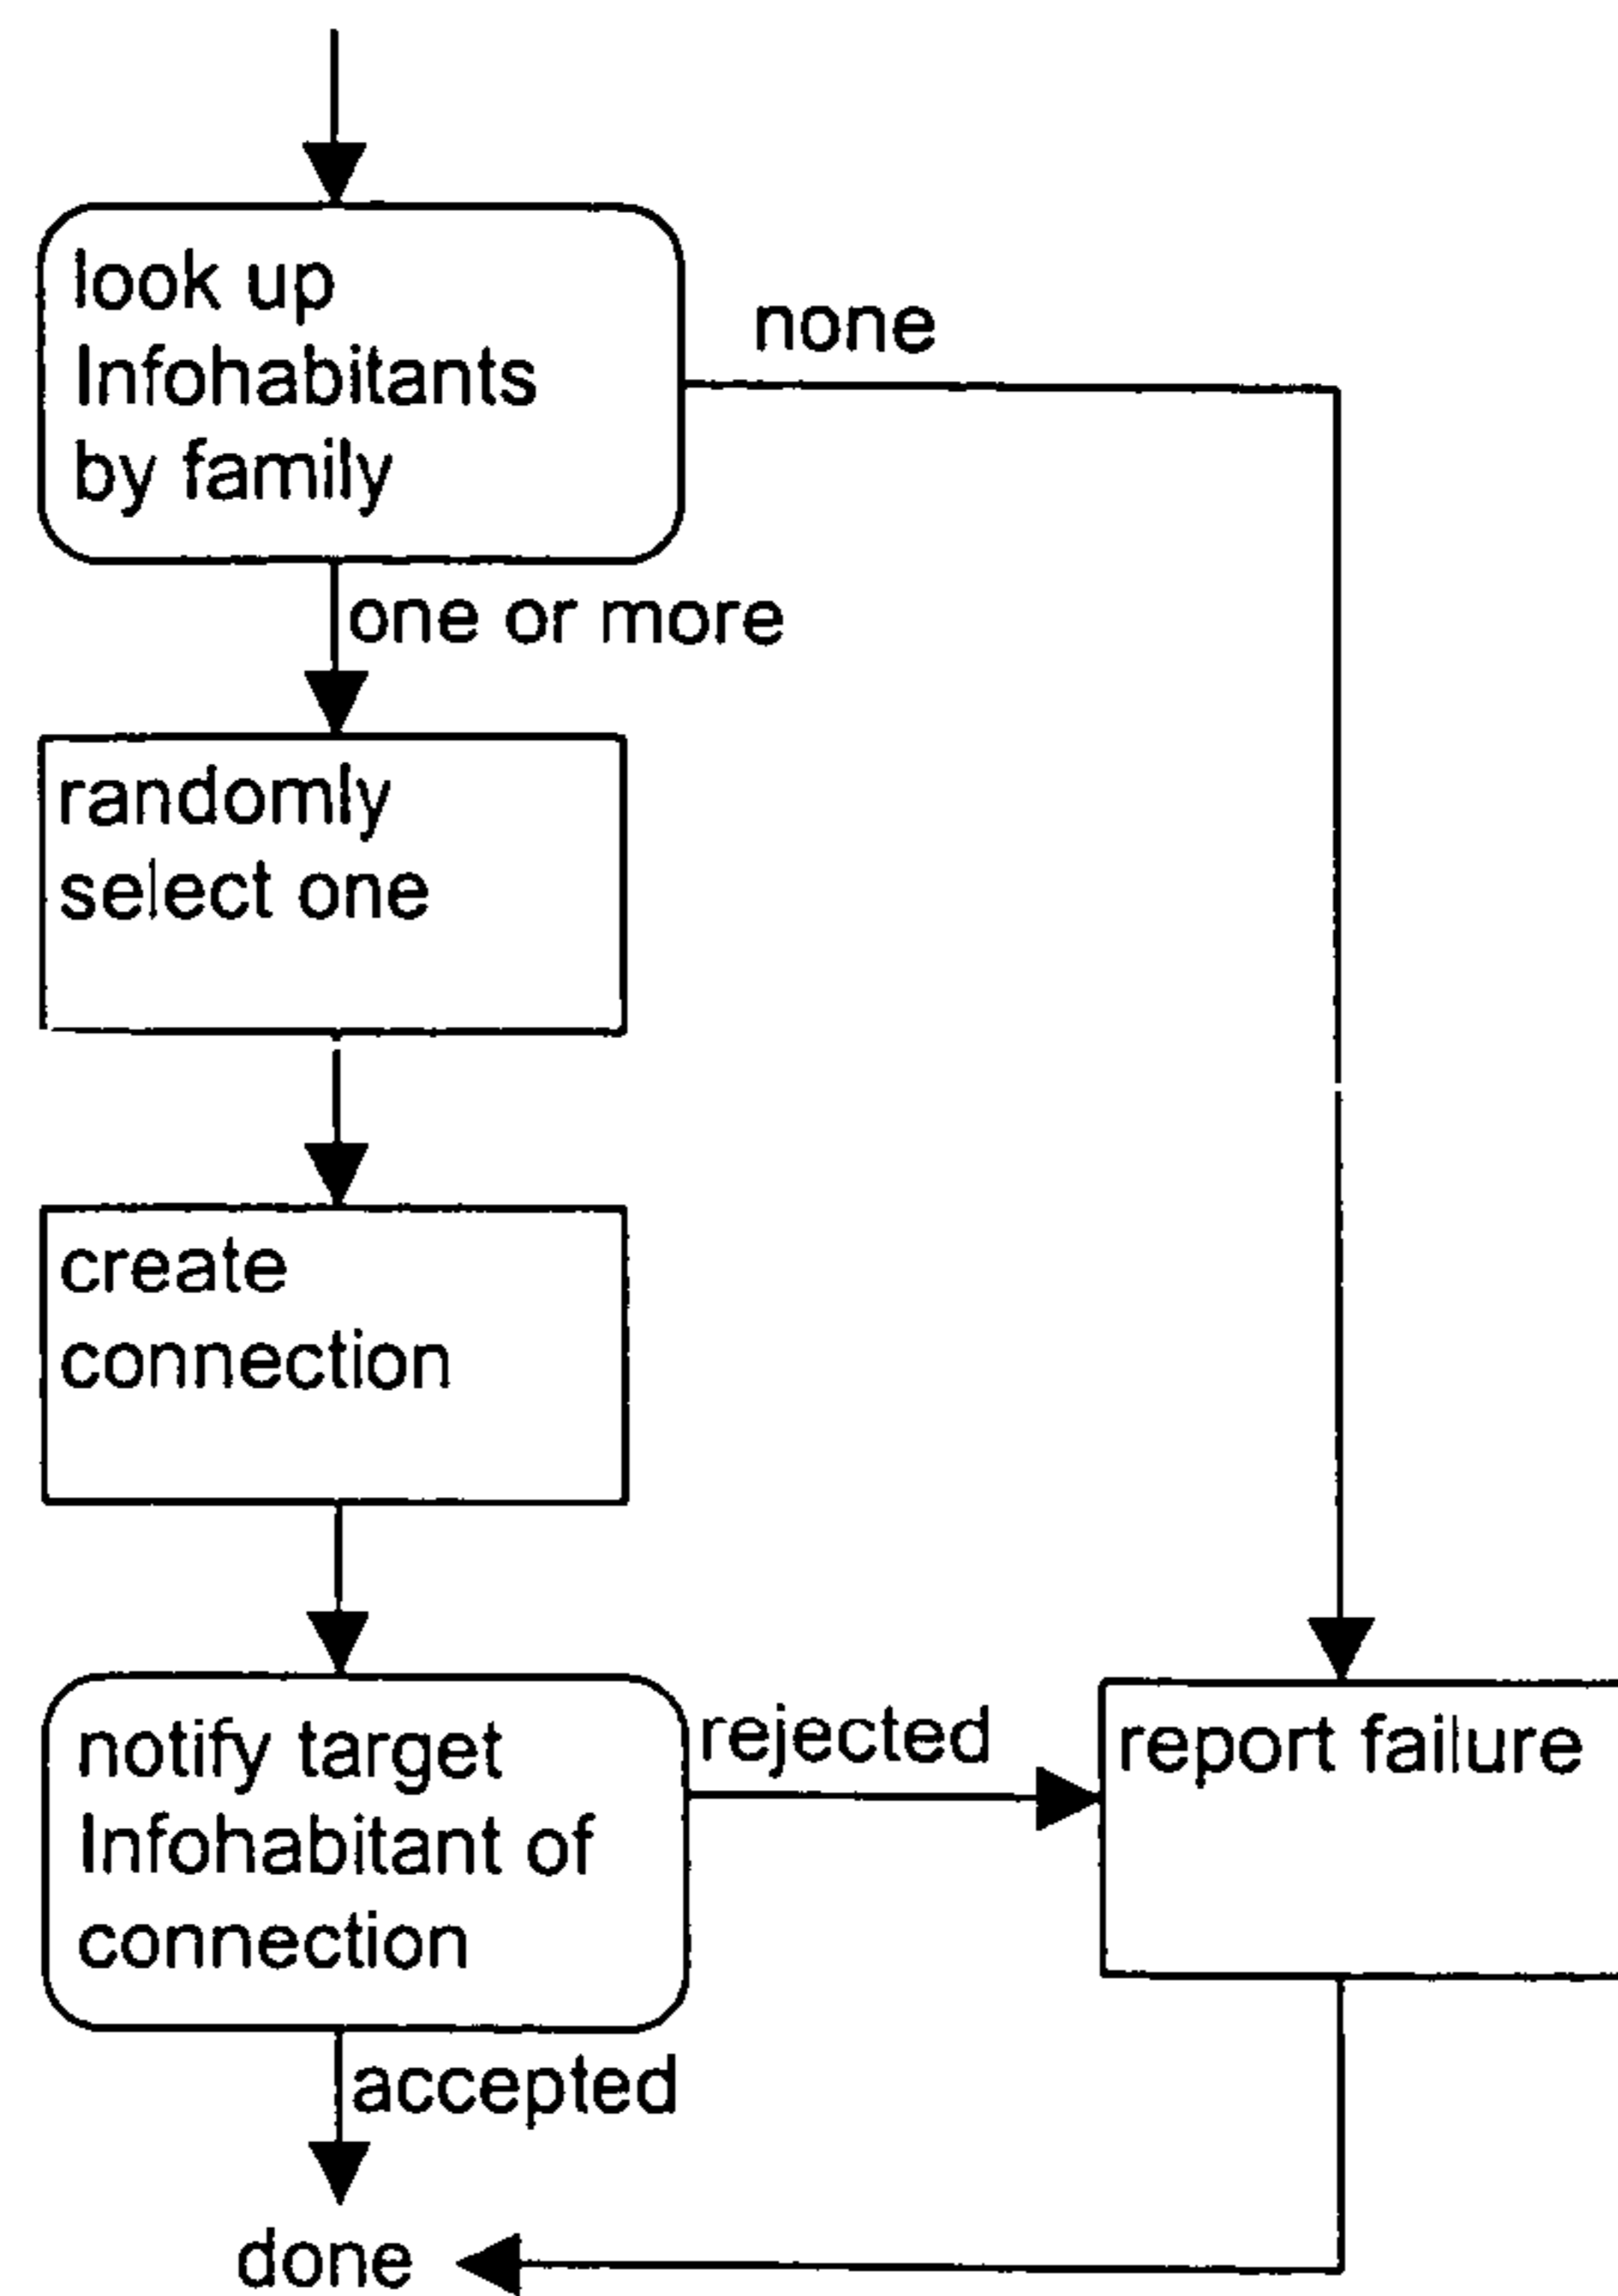 look up
Infohabitants
by family
none
one or more
randomly
select one
create
connection
notify target
Infohabitant of
connection
rejected
report failure
accepted
done